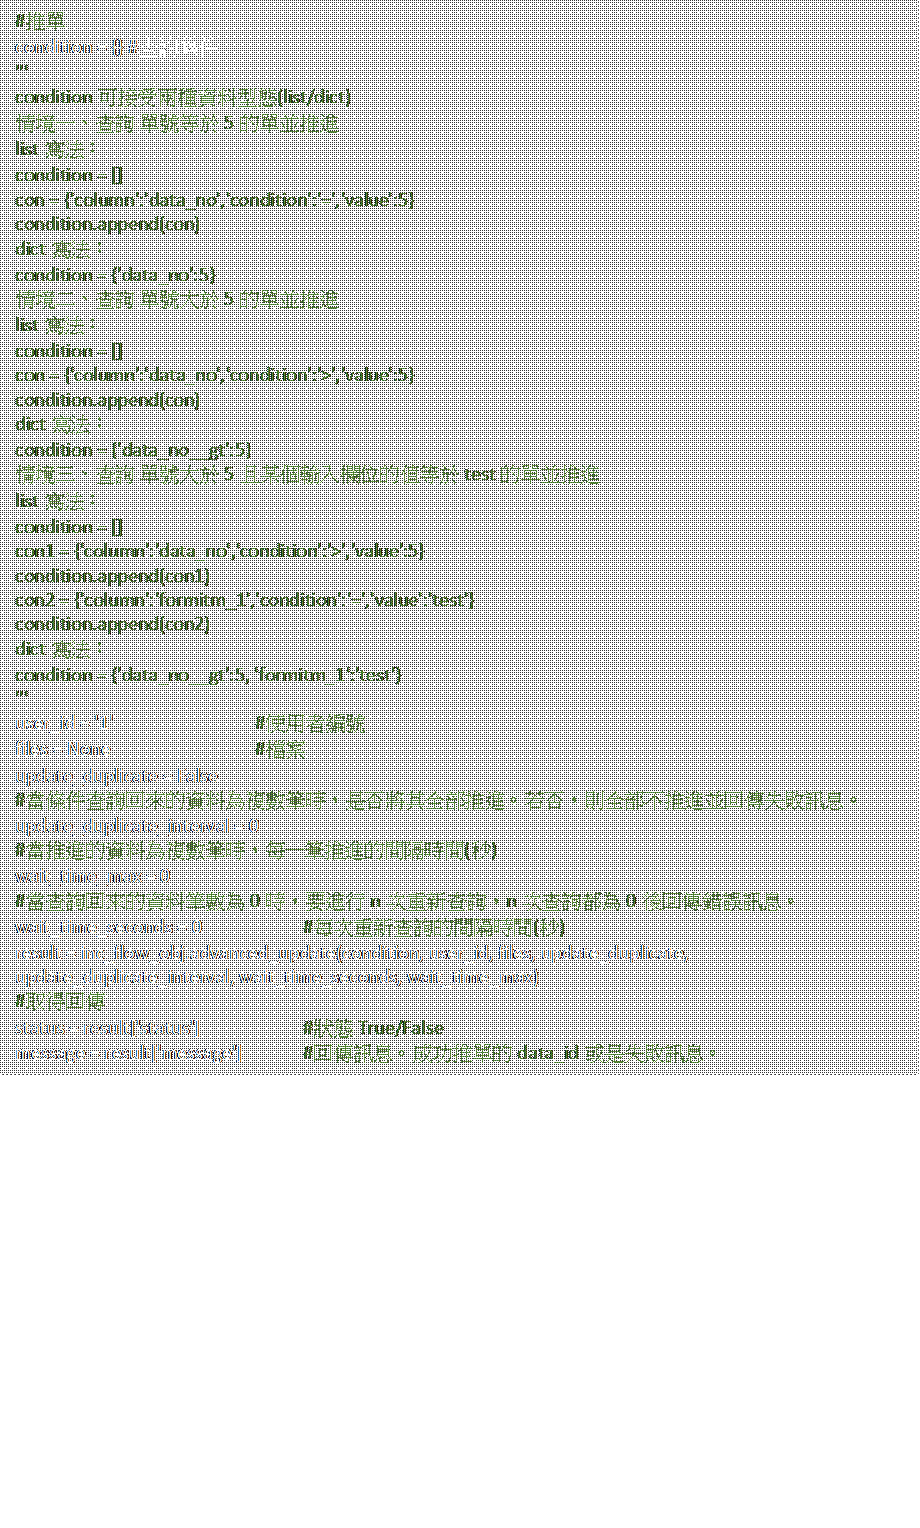 #推單
condition = {} #
'''
condition 可接受兩種資料型態(list/dict)
情境一、查詢 單號等於 5 的單並推進
list 寫法：
condition = []
con = {'column':'data_no','condition':'=','value':5}
condition.append(con)
dict 寫法：
condition = {'data_no':5}
情境二、查詢 單號大於 5 的單並推進
list 寫法：
condition = []
con = {'column':'data_no','condition':'>','value':5}
condition.append(con)
dict 寫法：
condition = {'data_no__gt':5}
情境三、查詢 單號大於 5 且某個輸入欄位的值等於 test 的單並推進
list 寫法：
condition = []
con1 = {'column':'data_no','condition':'>','value':5}
condition.append(con1)
con2 = {'column':'formitm_1','condition':'=','value':'test'}
condition.append(con2)
dict 寫法：
condition = {'data_no__gt':5, 'formitm_1':'test'}
'''
user_id = '1' #使用者編號
files = None #檔案
update_duplicate = False
#當條件查詢回來的資料為複數筆時，是否將其全部推進。若否，則全部不推進並回傳失敗訊息。
update_duplicate_interval = 0
#當推進的資料為複數筆時，每一筆推進的間隔時間(秒)
wait_time_max = 0
#當查詢回來的資料筆數為 0 時，要進行 n 次重新查詢，n 次查詢都為 0 後回傳錯誤訊息。
wait_time_seconds = 0 #每次重新查詢的間隔時間(秒)
result = mc_flow_obj.advanced_update(condition, user_id, files, update_duplicate,
update_duplicate_interval, wait_time_seconds, wait_time_max)
#取得回傳
status = result['status'] #狀態 True/False
message = result['message'] #回傳訊息。成功推單的 data_id 或是失敗訊息。